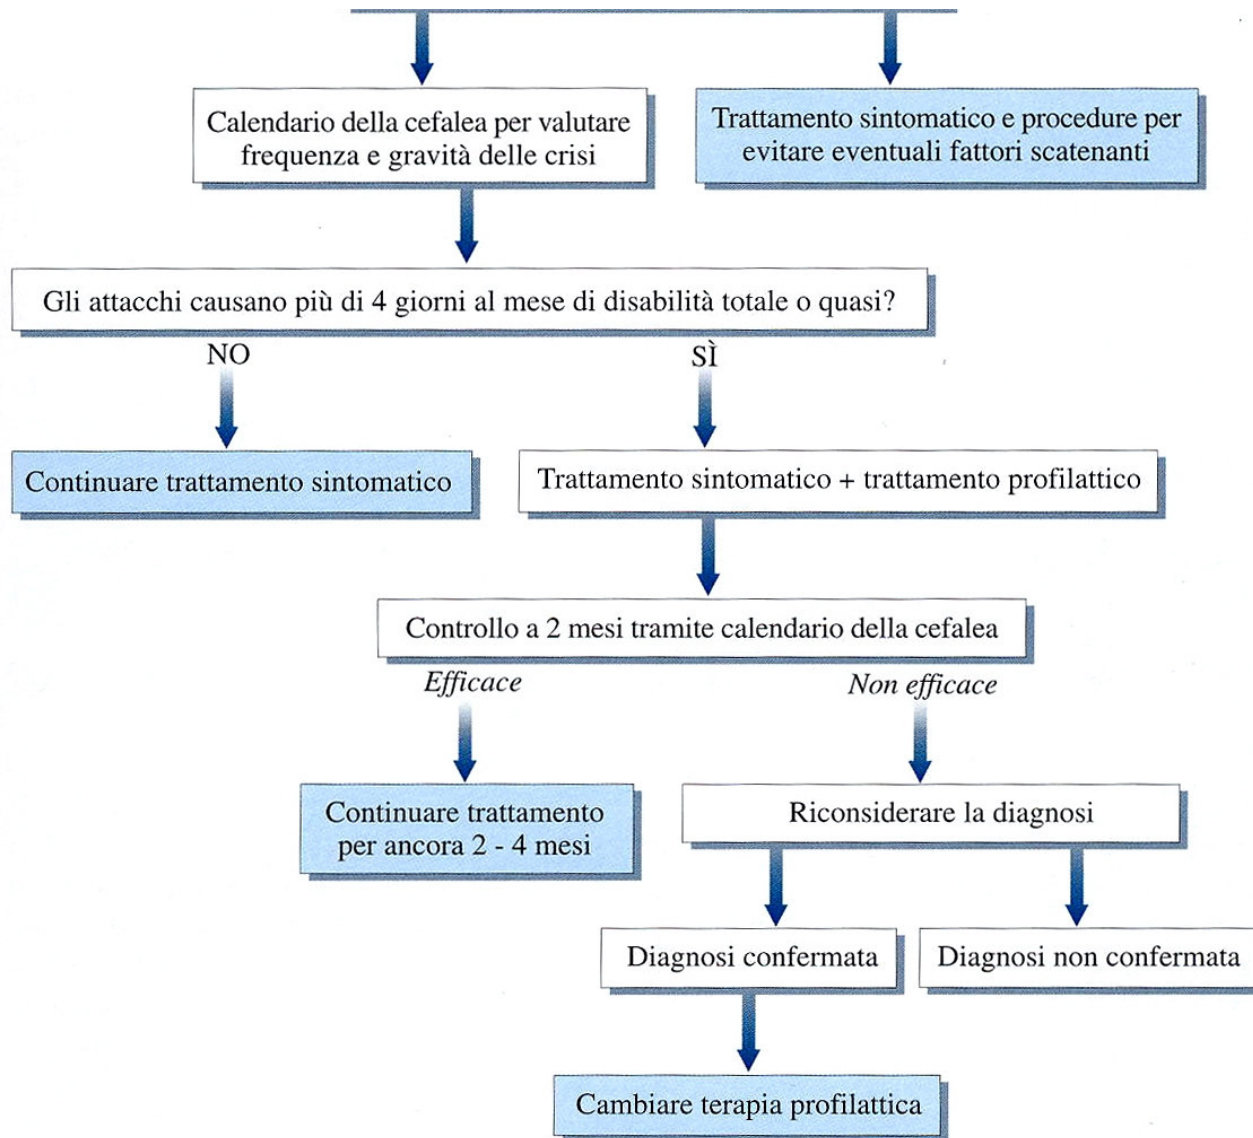 Calendario della cefalea per valutare
frequenza e gravità delle crisi
Trattamento sintomatico e procedure per
evitare eventuali fattori scatenanti
Gli attacchi causano più di 4 giorni al mese di disabilità totale o quasi?
NO
SÌ
Continuare trattamento sintomatico
Trattamento sintomatico + trattamento profilattico
Controllo a 2 mesi tramite calendario della cefalea
Efficace
Non efficace
Continuare trattamento
per ancora 2 - 4 mesi
Riconsiderare la diagnosi
Diagnosi confermata
Diagnosi non confermata
Cambiare terapia profilattica